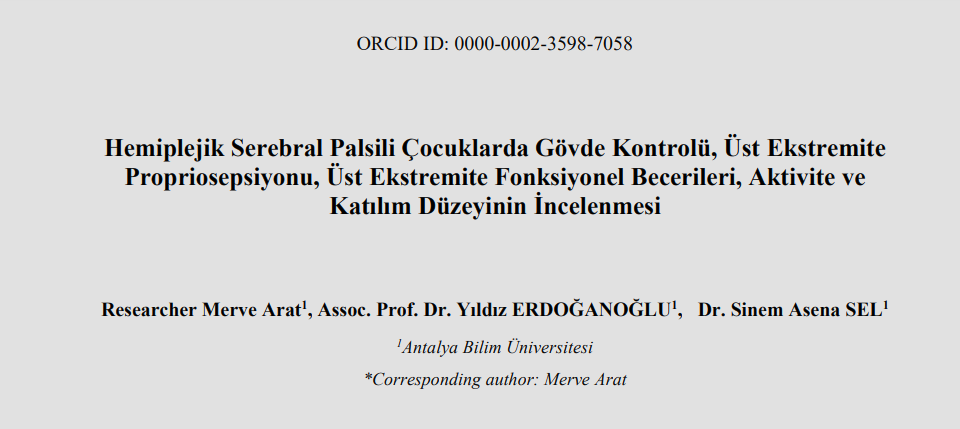 ORCID ID: 0000-0002-3598-7058
Hemiplejik Serebral Palsili Çocuklarda Gövde Kontrolü, Üst Ekstremite
Propriosepsiyonu, Üst Ekstremite Fonksiyonel Becerileri, Aktivite ve
Katılım Düzeyinin İncelenmesi
Researcher Merve Arat¹, Assoc. Prof. Dr. Yıldız ERDOĞANOĞLU¹, Dr. Sinem Asena SEL¹
¹Antalya Bilim Üniversitesi
*Corresponding author: Merve Arat